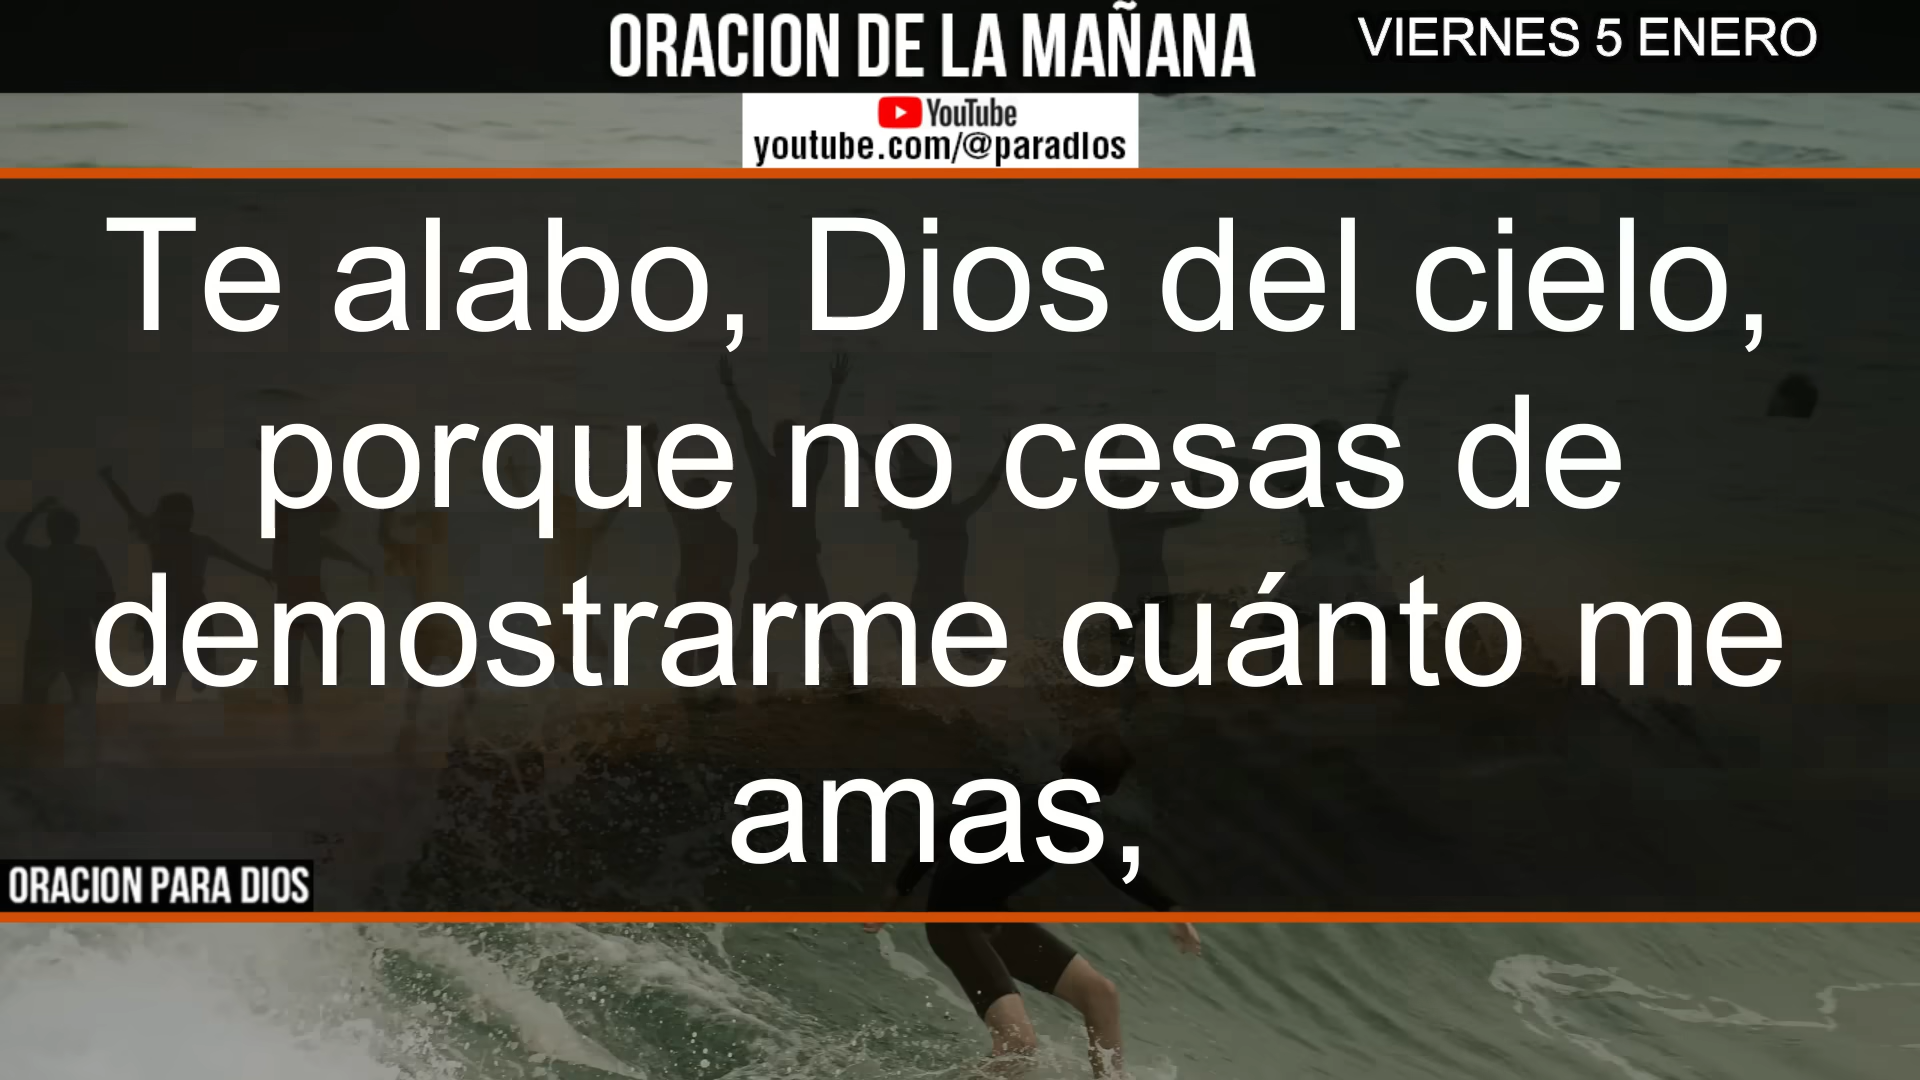 ORACION DE LA MAÑANA
VIERNES 5 ENERO
YouTube
youtube.com/@paradIos
Te alabo, Dios del cielo,
porque no cesas de
demostrarme cuánto me
amas,
ORACION PARA DIOS